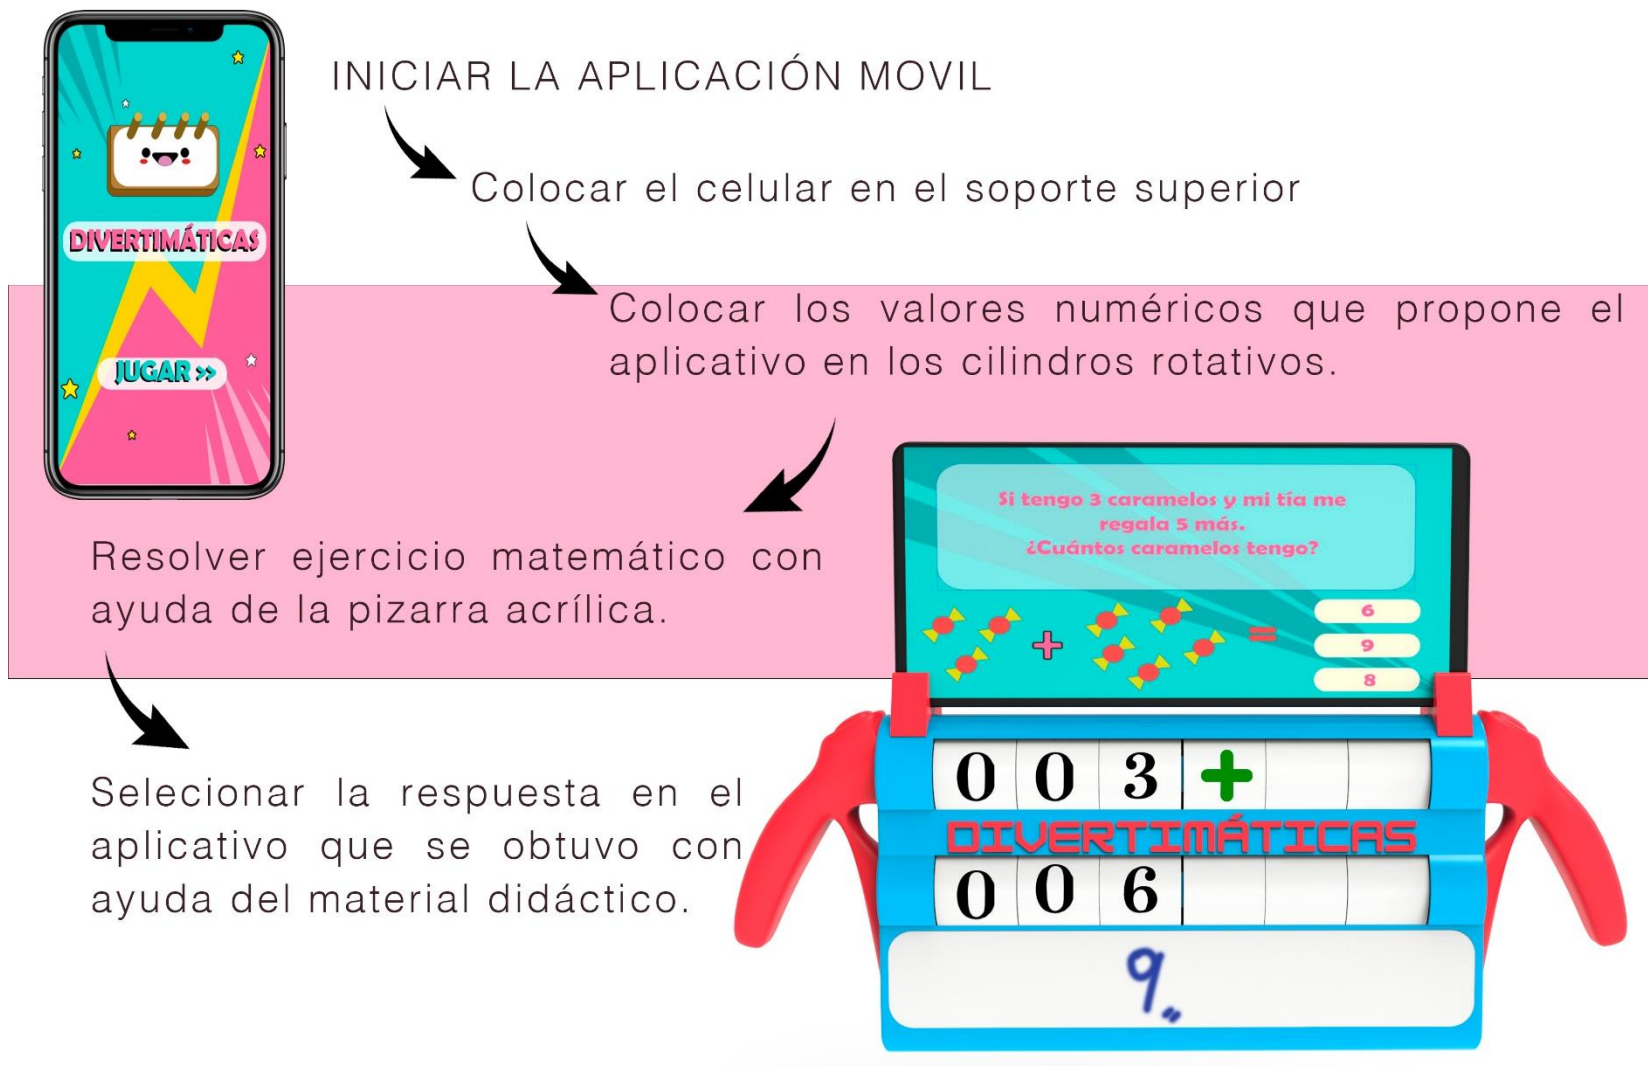 DIVERTIMÁTICAS
JUGAR >>
INICIAR LA APLICACIÓN MOVIL
Colocar el celular en el soporte superior
Colocar los valores numéricos que propone el
aplicativo en los cilindros rotativos.
Resolver ejercicio matemático con
ayuda de la pizarra acrílica.
Selecionar la respuesta en el
aplicativo que se obtuvo con
ayuda del material didáctico.
Si tengo 3 caramelos y mi tía me
regala 5 más.
¿Cuántos caramelos tengo?
+ =
6
9
8
0 0 3 +
DIVERTIMÁTICAS
0 0 6
9,,